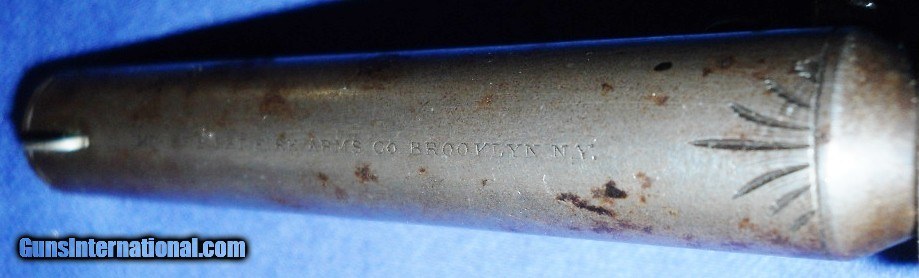 ARMS CO BROOKLYN N.Y.
GunsInternational.com